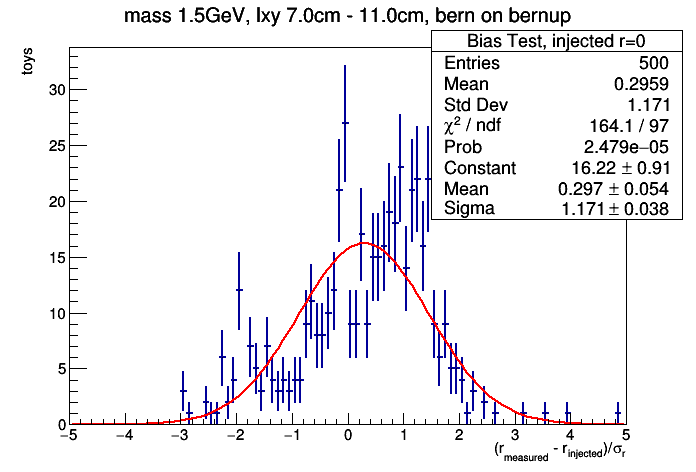 mass 1.5GeV, lxy 7.0cm - 11.0cm, bern on bernup
Bias Test, injected r=0
Entries 500
Mean 0.2959
Std Dev 1.171
χ² / ndf 164.1 / 97
Prob 2.479e−05
Constant 16.22 ± 0.91
Mean 0.297 ± 0.054
Sigma 1.171 ± 0.038
toys
30
25
20
15
10
5
0
−5 −4 −3 −2 −1 0 1 2 3 4 5
(r_measured - r_injected)/σ_r